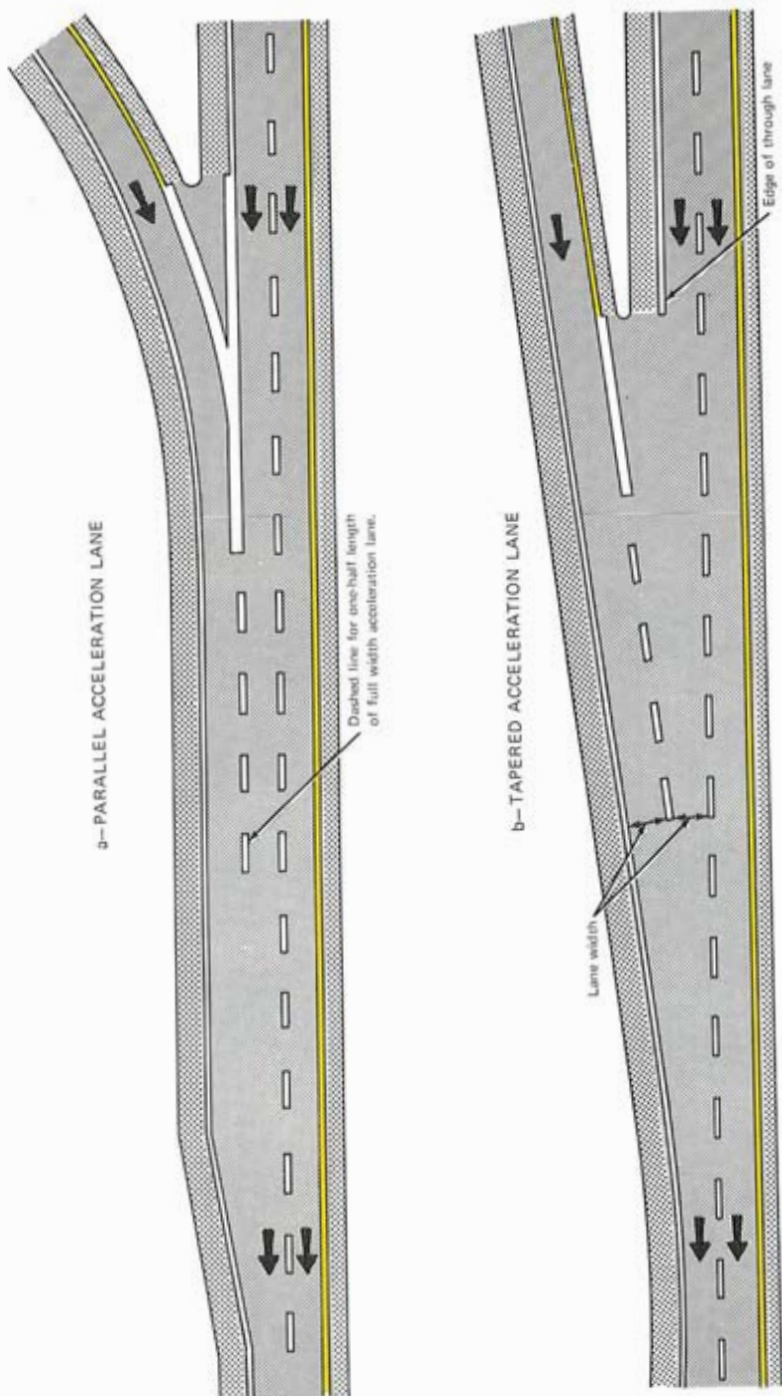 a—PARALLEL ACCELERATION LANE
Dashed line for one-half length
of full width acceleration lane.
b—TAPERED ACCELERATION LANE
Lane width
Edge of through lane